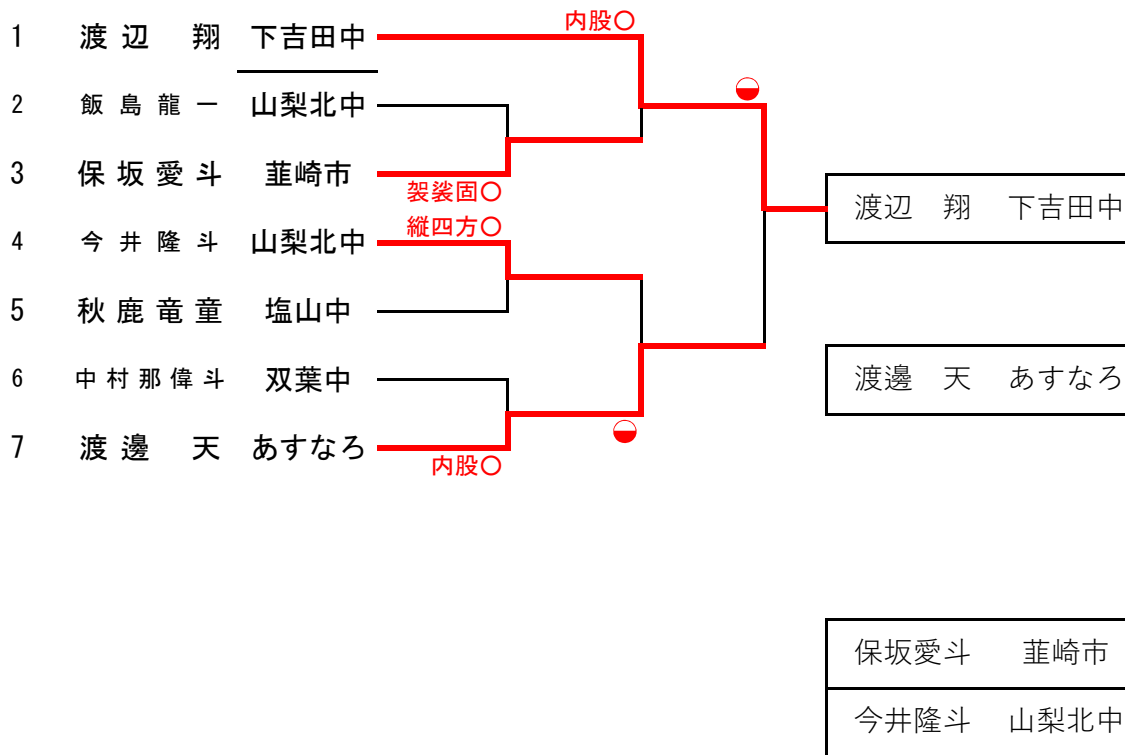 内股〇
1 渡辺 翔 下吉田中
2 飯島龍一 山梨北中
3 保坂愛斗 韮崎市
袈裟固〇
渡辺 翔 下吉田中
縦四方〇
4 今井隆斗 山梨北中
5 秋鹿竜童 塩山中
6 中村那偉斗 双葉中
渡邊 天 あすなろ
7 渡邊 天 あすなろ
内股〇
保坂愛斗 韮崎市
今井隆斗 山梨北中